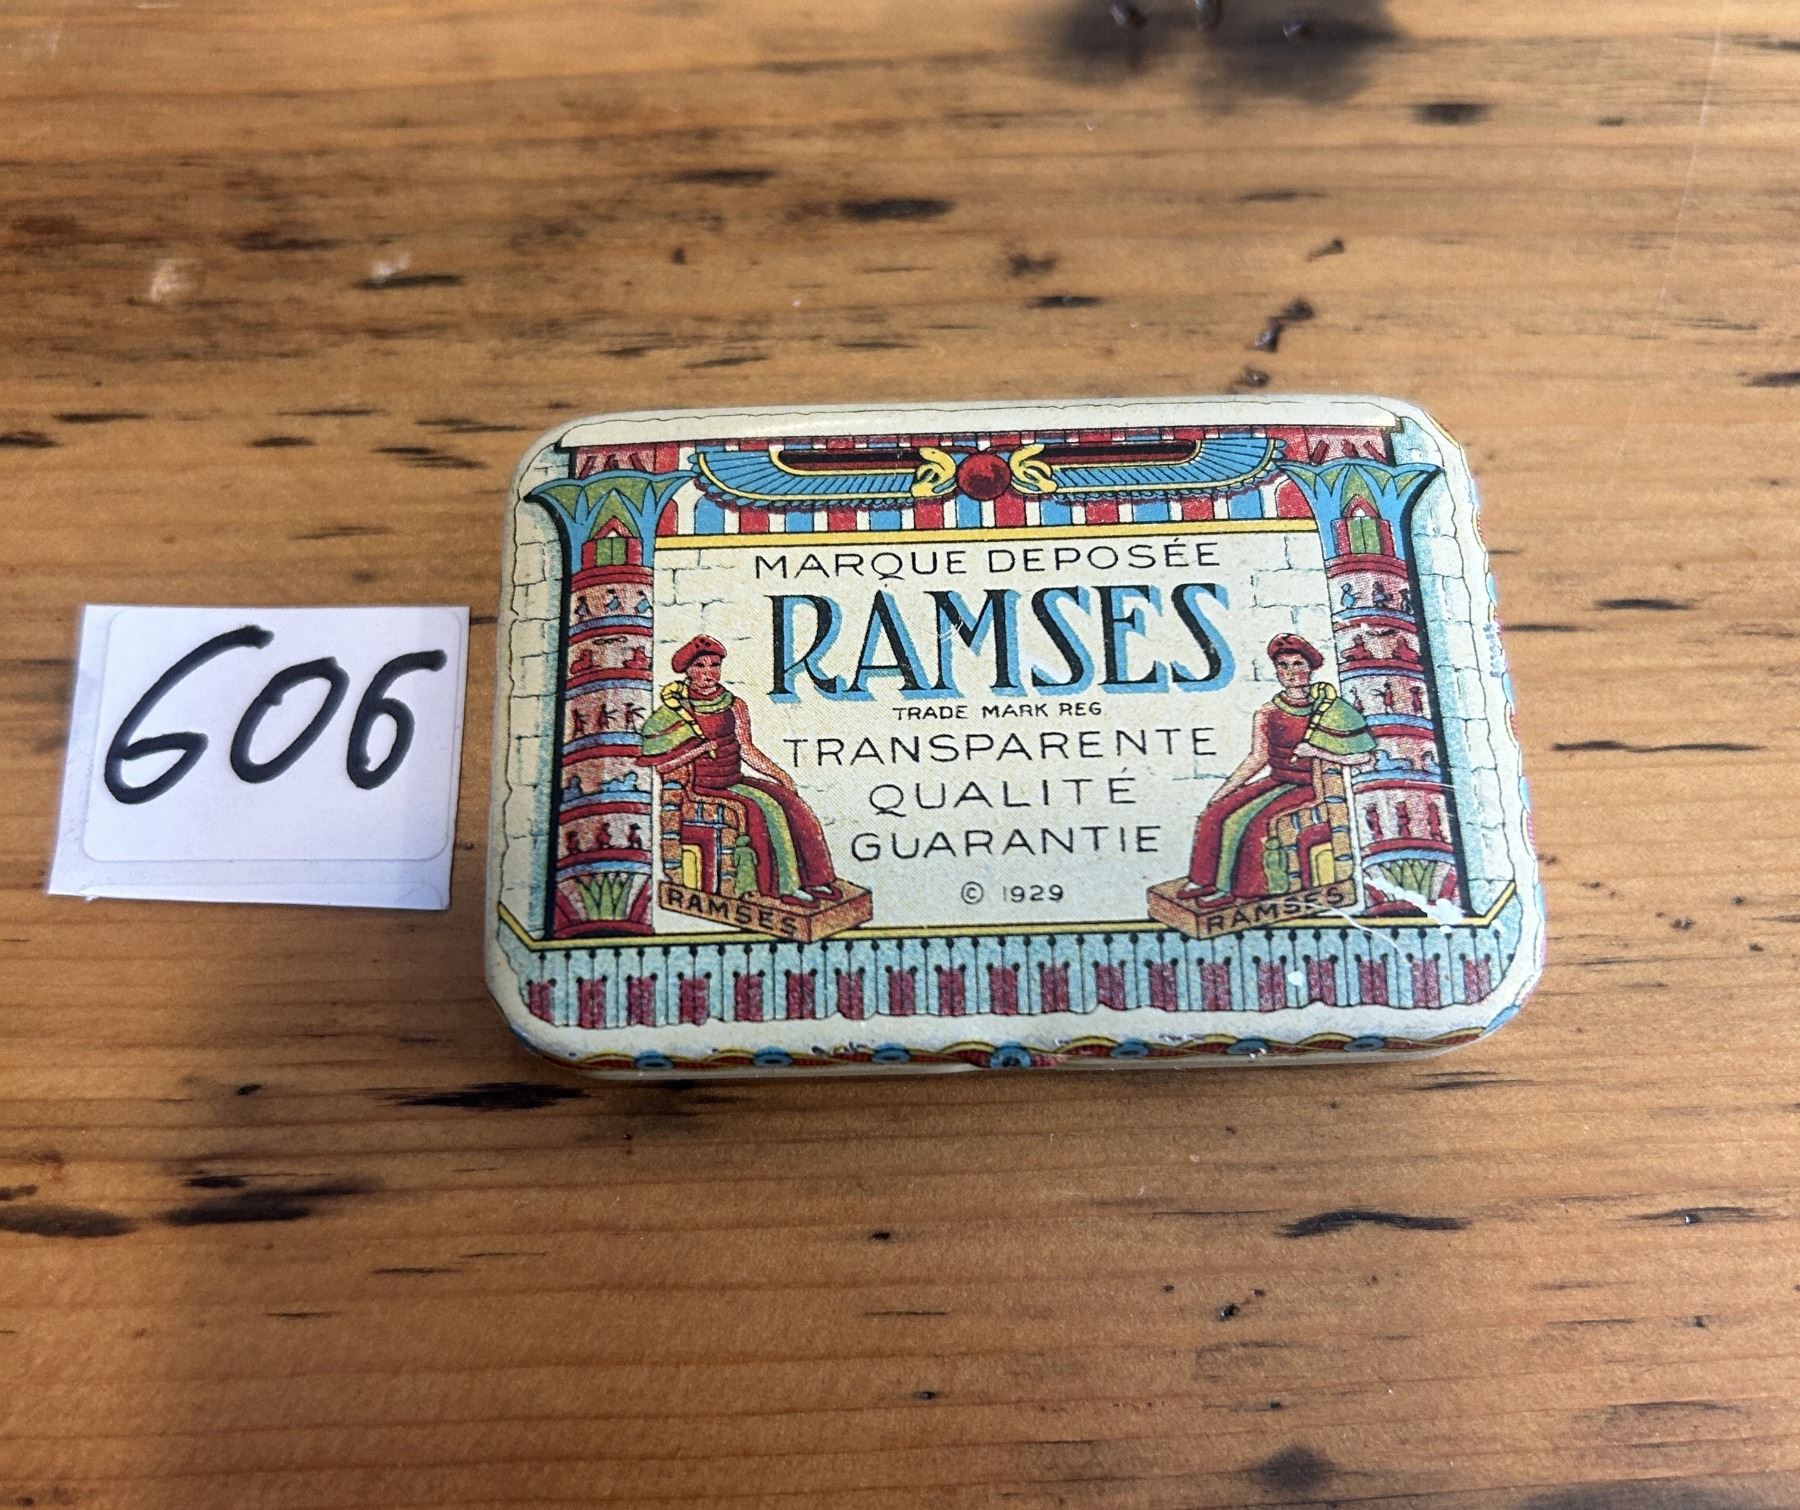 606
MARQUE DEPOSÉE
RAMSES
TRADE MARK REG.
TRANSPARENTE
QUALITÉ
GUARANTIE
© 1929
RAMSES
RAMSES